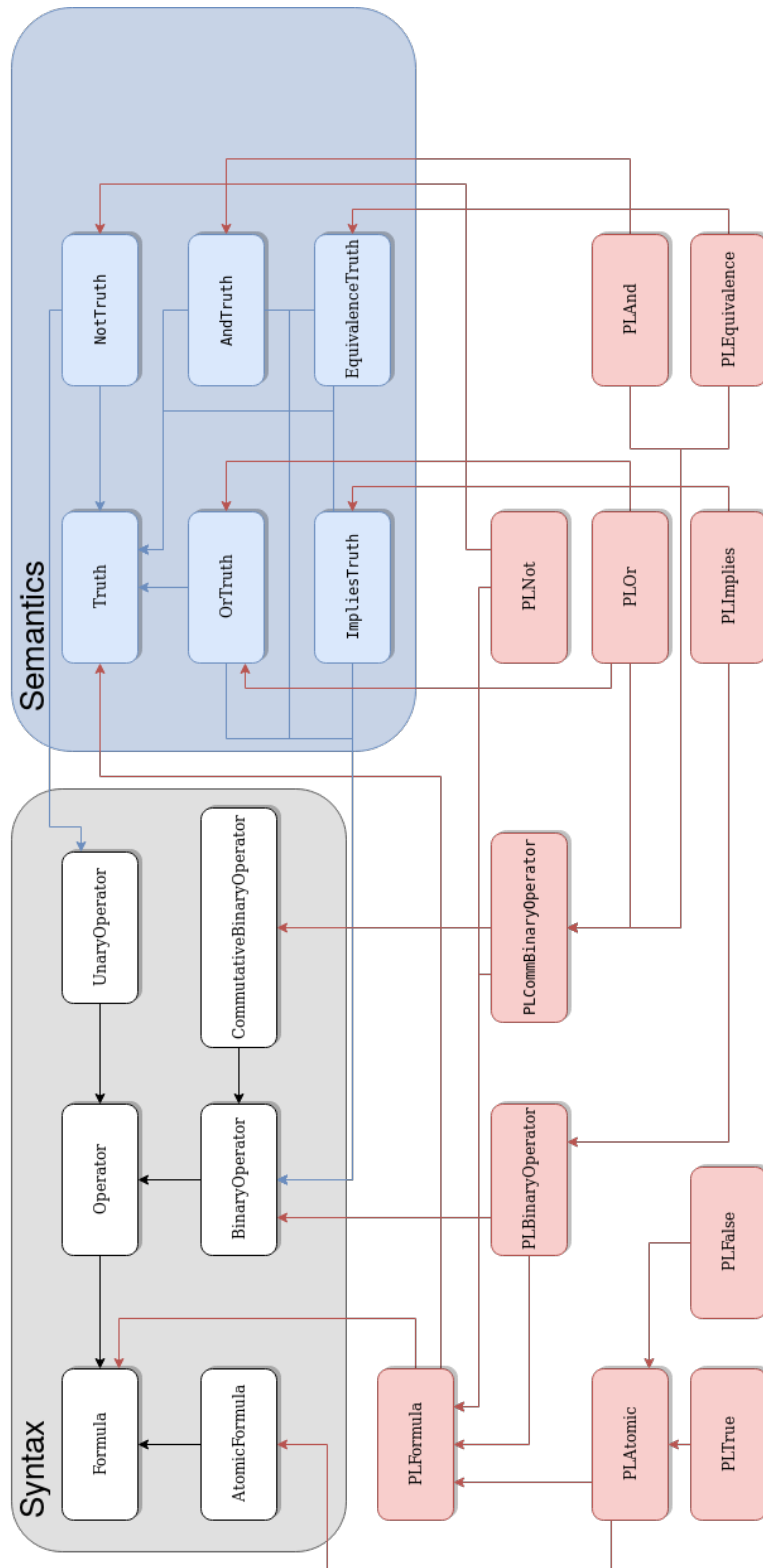 Syntax
Semantics
Formula
Operator
UnaryOperator
Truth
NotTruth
AtomicFormula
BinaryOperator
CommutativeBinaryOperator
OrTruth
AndTruth
ImpliesTruth
EquivalenceTruth
PLFormula
PLBinaryOperator
PLCommBinaryOperator
PLNot
PLAtomic
PLOr
PLAnd
PLTrue
PLFalse
PLImplies
PLEquivalence